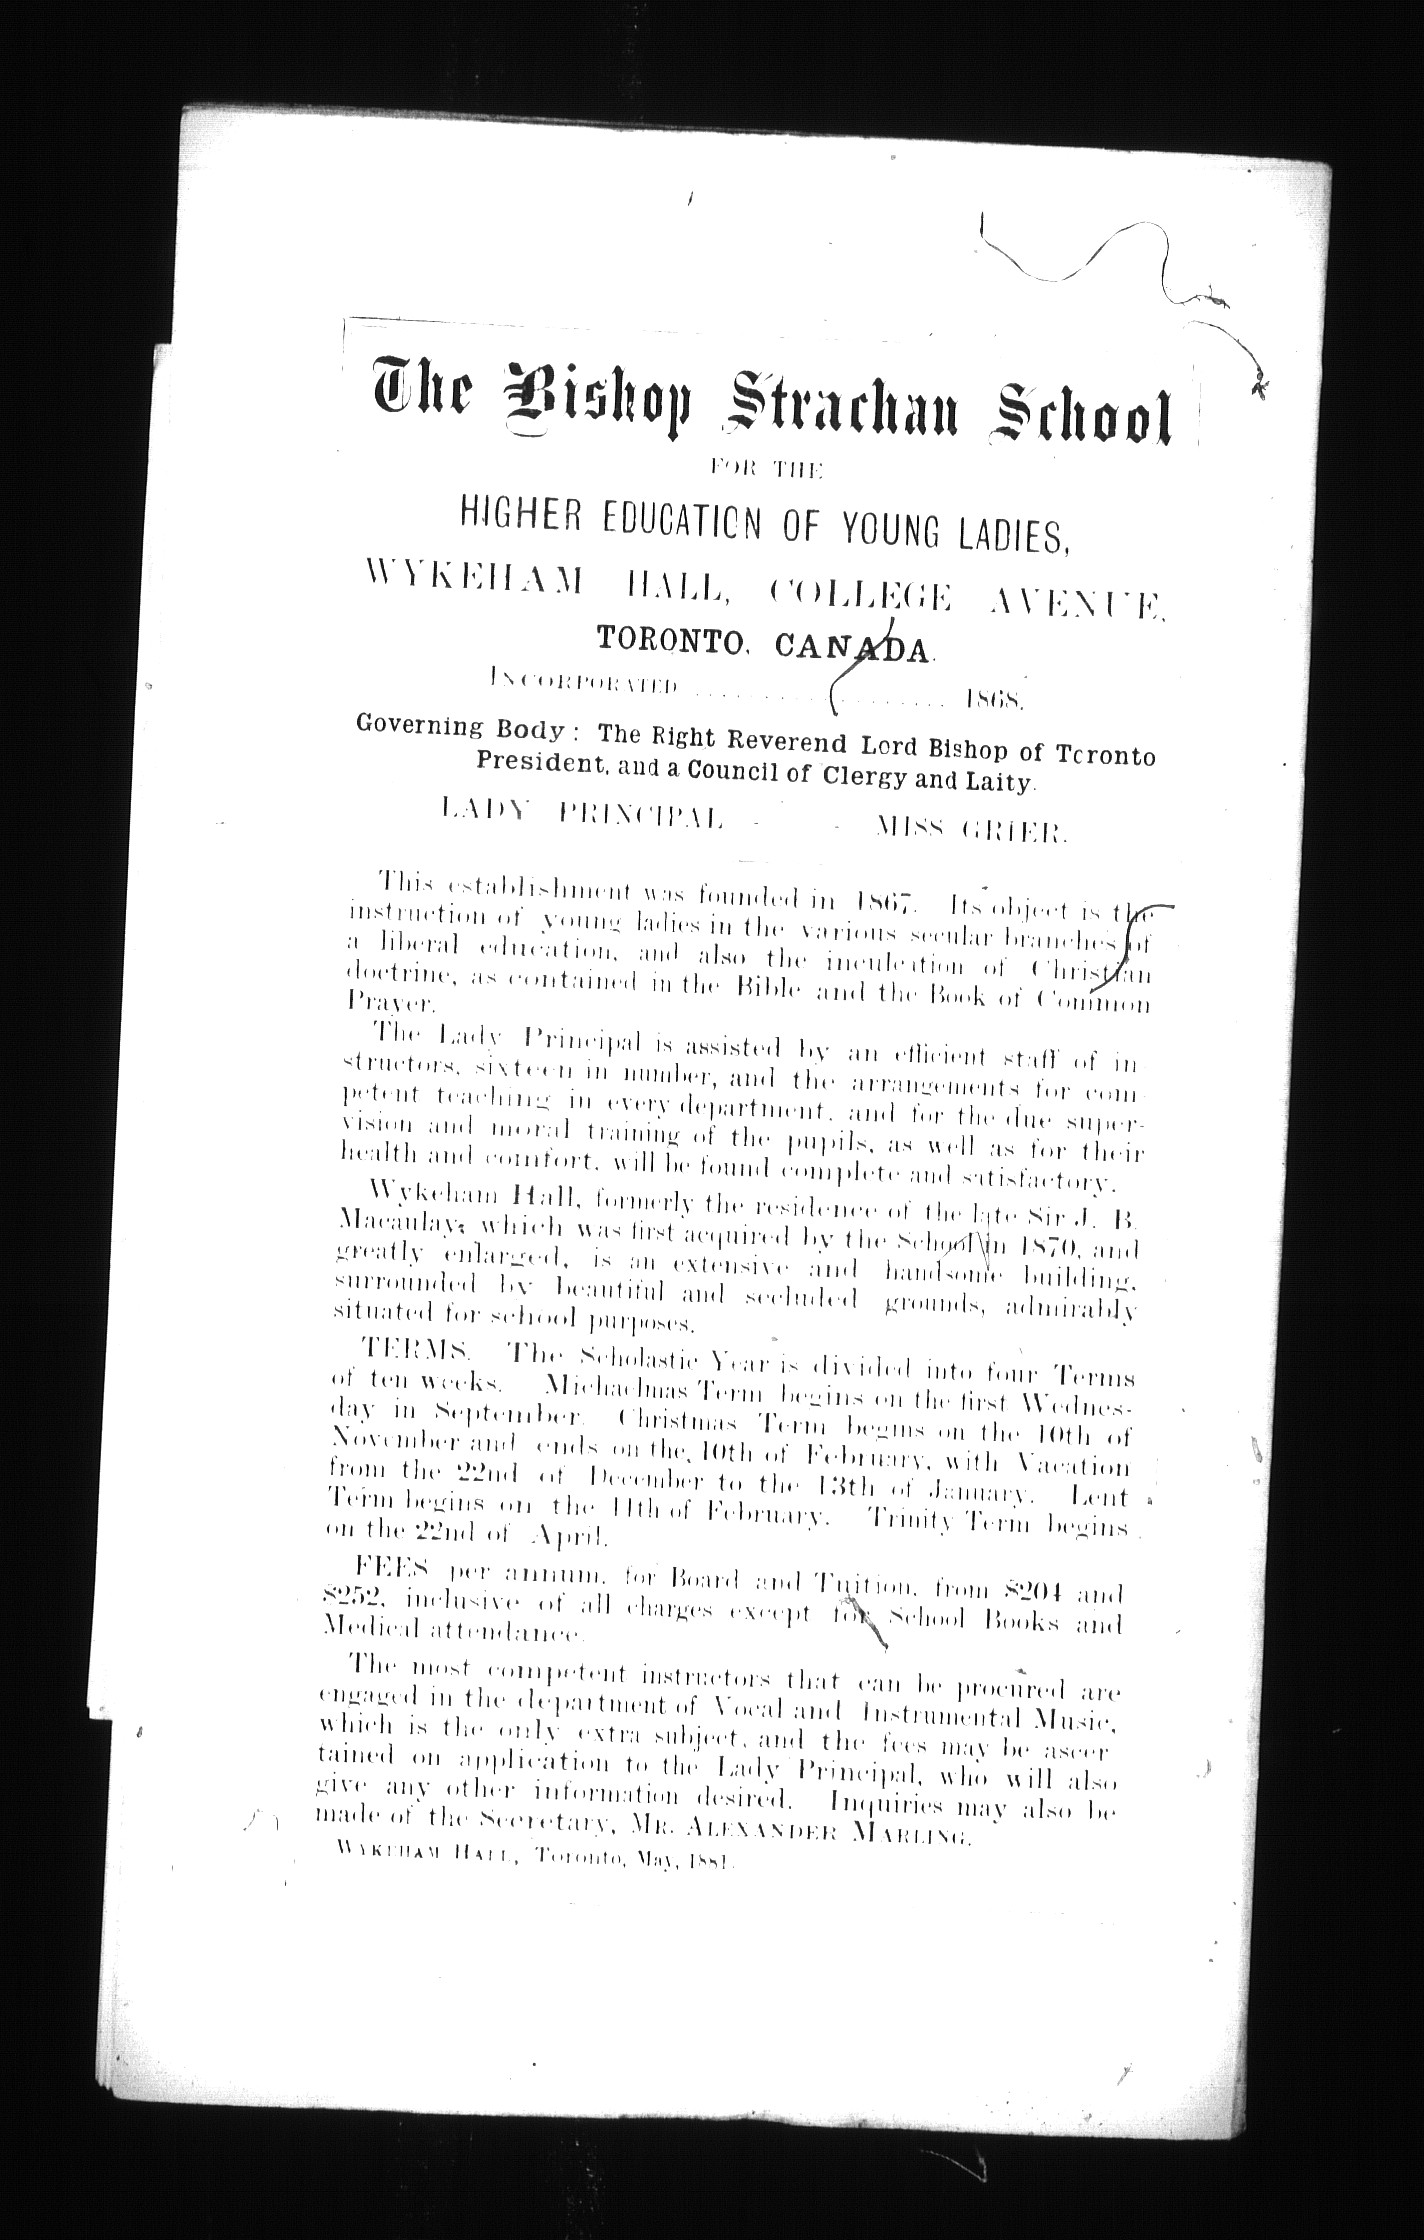 The Bishop Strachan School
FOR THE
HIGHER EDUCATION OF YOUNG LADIES,
WYKEHAM HALL, COLLEGE AVENUE,
TORONTO, CANADA.
INCORPORATED . . . . . . . . . . . . . . . . . . . . 1868.
Governing Body: The Right Reverend Lord Bishop of Toronto
President, and a Council of Clergy and Laity.
LADY PRINCIPAL - - MISS GRIER.
This establishment was founded in 1867. Its object is the
instruction of young ladies in the various secular branches of
a liberal education, and also the inculcation of Christian
doctrine, as contained in the Bible and the Book of Common
Prayer.
The Lady Principal is assisted by an efficient staff of in
structors, sixteen in number, and the arrangements for com
petent teaching in every department, and for the due super-
vision and moral training of the pupils, as well as for their
health and comfort, will be found complete and satisfactory.
Wykeham Hall, formerly the residence of the late Sir J. B.
Macaulay, which was first acquired by the School in 1870, and
greatly enlarged, is an extensive and handsome building,
surrounded by beautiful and secluded grounds, admirably
situated for school purposes.
TERMS. The Scholastic Year is divided into four Terms
of ten weeks. Michaelmas Term begins on the first Wednes-
day in September. Christmas Term begins on the 10th of
November and ends on the 10th of February, with Vacation
from the 22nd of December to the 13th of January. Lent
Term begins on the 11th of February. Trinity Term begins
on the 22nd of April.
FEES per annum, for Board and Tuition, from $204 and
$252, inclusive of all charges except for School Books and
Medical attendance.
The most competent instructors that can be procured are
engaged in the department of Vocal and Instrumental Music,
which is the only extra subject, and the fees may be ascer
tained on application to the Lady Principal, who will also
give any other information desired. Inquiries may also be
made of the Secretary, MR. ALEXANDER MARLING.
WYKEHAM HALL, Toronto, May, 1881.